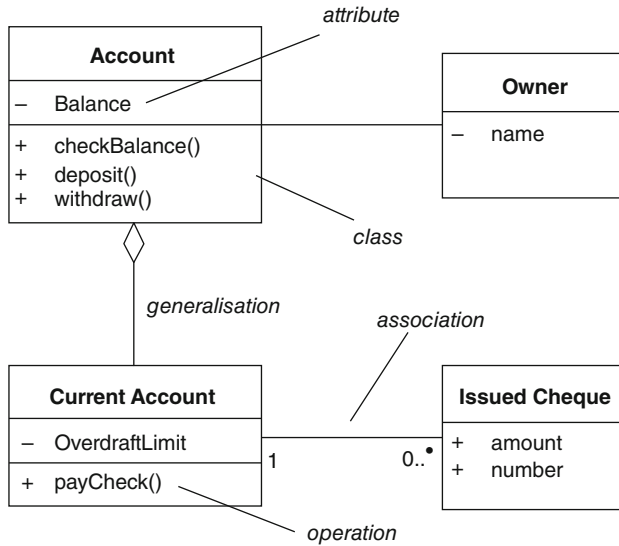 attribute
Account
– Balance
+ checkBalance()
+ deposit()
+ withdraw()
Owner
– name
class
generalisation
association
Current Account
– OverdraftLimit
+ payCheck()
1
0..•
Issued Cheque
+ amount
+ number
operation